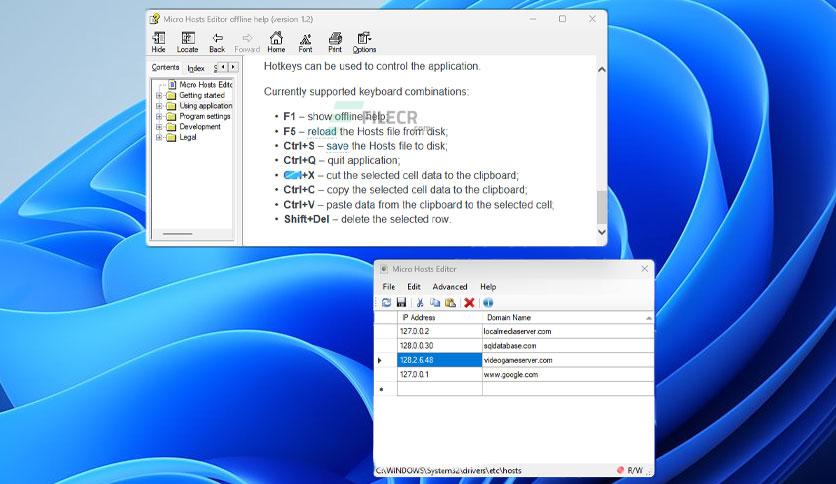 Micro Hosts Editor offline help (version 1.2)
Hide Locate Back Forward Home Font Print Options
Contents Index S
Micro Hosts Edito
Getting started
Using application
Program settings
Development
Legal
Hotkeys can be used to control the application.
Currently supported keyboard combinations:
• F1 – show offline help;
• F5 – reload the Hosts file from disk;
• Ctrl+S – save the Hosts file to disk;
• Ctrl+Q – quit application;
• Ctrl+X – cut the selected cell data to the clipboard;
• Ctrl+C – copy the selected cell data to the clipboard;
• Ctrl+V – paste data from the clipboard to the selected cell;
• Shift+Del – delete the selected row.
FILECR
.com
Micro Hosts Editor
File Edit Advanced Help
IP Address Domain Name
127.0.0.2 localmediaserver.com
128.0.0.30 sqldatabase.com
128.2.6.48 videogameserver.com
127.0.0.1 www.google.com
C:\WINDOWS\System32\drivers\etc\hosts R/W